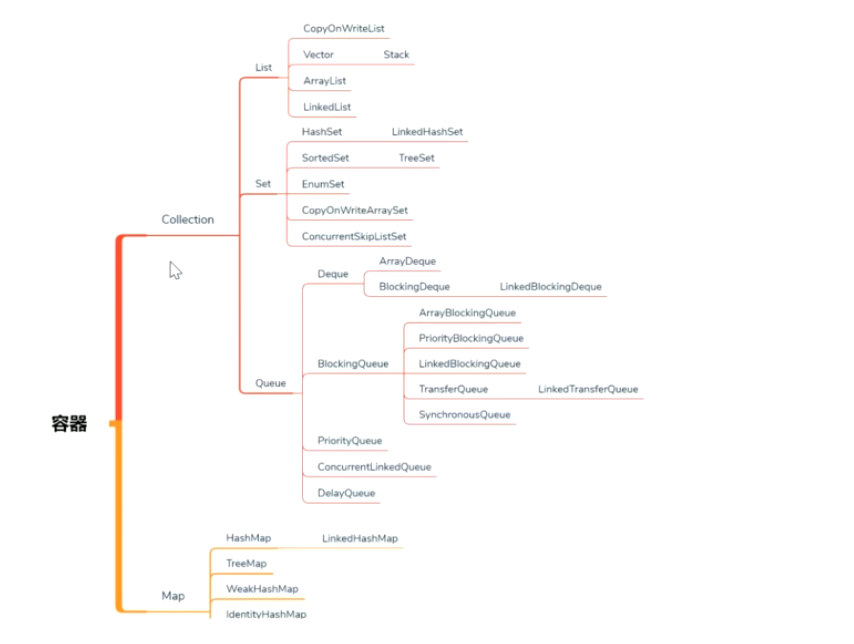 CopyOnWriteList
Vector Stack
List
ArrayList
LinkedList
HashSet LinkedHashSet
SortedSet TreeSet
Set EnumSet
CopyOnWriteArraySet
Collection
ConcurrentSkipListSet
ArrayDeque
Deque
BlockingDeque LinkedBlockingDeque
ArrayBlockingQueue
PriorityBlockingQueue
BlockingQueue LinkedBlockingQueue
Queue
TransferQueue LinkedTransferQueue
SynchronousQueue
容器
PriorityQueue
ConcurrentLinkedQueue
DelayQueue
HashMap LinkedHashMap
TreeMap
WeakHashMap
Map
IdentityHashMap